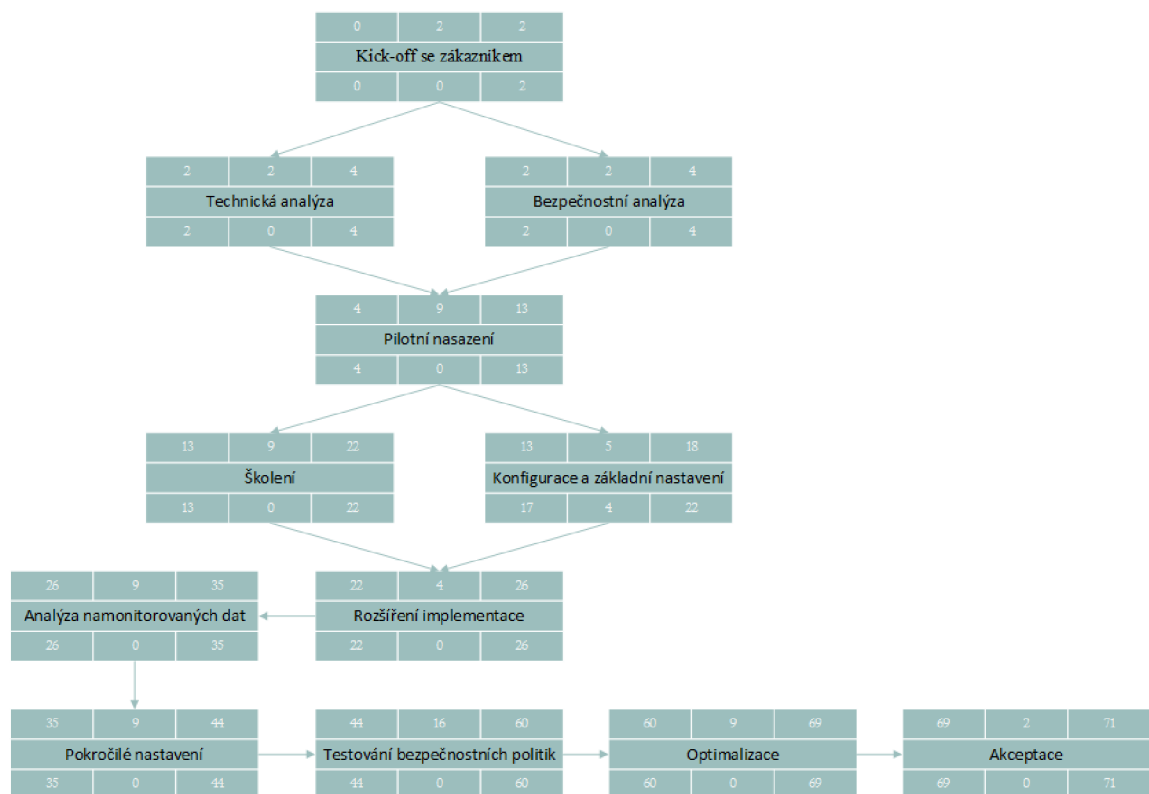 0 2 2
Kick-off se zákaznikem
0 0 2
2 2 4
Technická analýza
2 0 4
2 2 4
Bezpečnostní analýza
2 0 4
4 9 13
Pilotní nasazení
4 0 13
13 9 22
Školení
13 0 22
13 5 18
Konfigurace a základní nastavení
17 4 22
22 4 26
Rozšíření implementace
22 0 26
26 9 35
Analýza namonitorovaných dat
26 0 35
35 9 44
Pokročilé nastavení
35 0 44
44 16 60
Testování bezpečnostních politik
44 0 60
60 9 69
Optimalizace
60 0 69
69 2 71
Akceptace
69 0 71